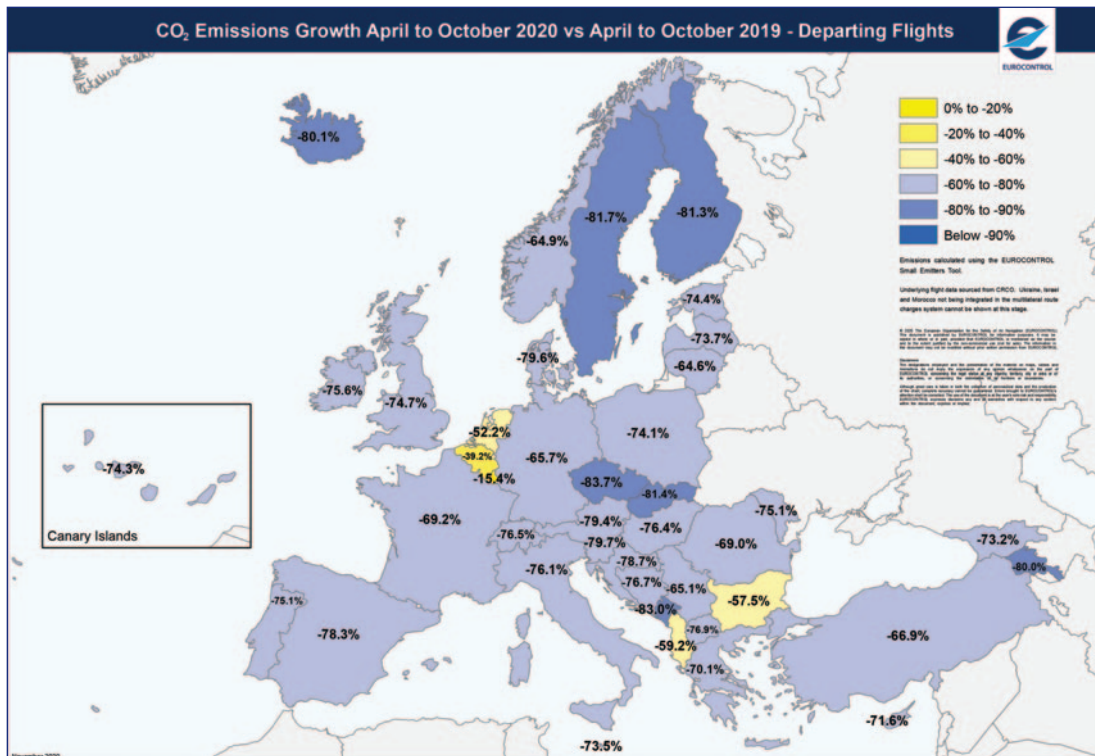 CO₂ Emissions Growth April to October 2020 vs April to October 2019 - Departing Flights
EUROCONTROL
0% to -20%
-20% to -40%
-40% to -60%
-60% to -80%
-80% to -90%
Below -90%
Emissions calculated using the EUROCONTROL
Small Emitters Tool.
Underlying flight data sourced from CRCO. Ukraine, Israel
and Morocco not being integrated in the multilateral route
charges system cannot be shown at this stage.
-80.1%
-81.7%
-81.3%
-64.9%
-74.4%
-73.7%
-64.6%
-79.6%
-75.6%
-74.7%
-52.2%
-39.2%
-15.4%
-65.7%
-74.1%
-74.3%
Canary Islands
-83.7%
-81.4%
-69.2%
-76.5%
-79.4%
-76.4%
-75.1%
-79.7%
-69.0%
-78.7%
-76.1%
-76.7%
-65.1%
-73.2%
-80.0%
-75.1%
-78.3%
-83.0%
-57.5%
-76.9%
-59.2%
-66.9%
-70.1%
-71.6%
-73.5%